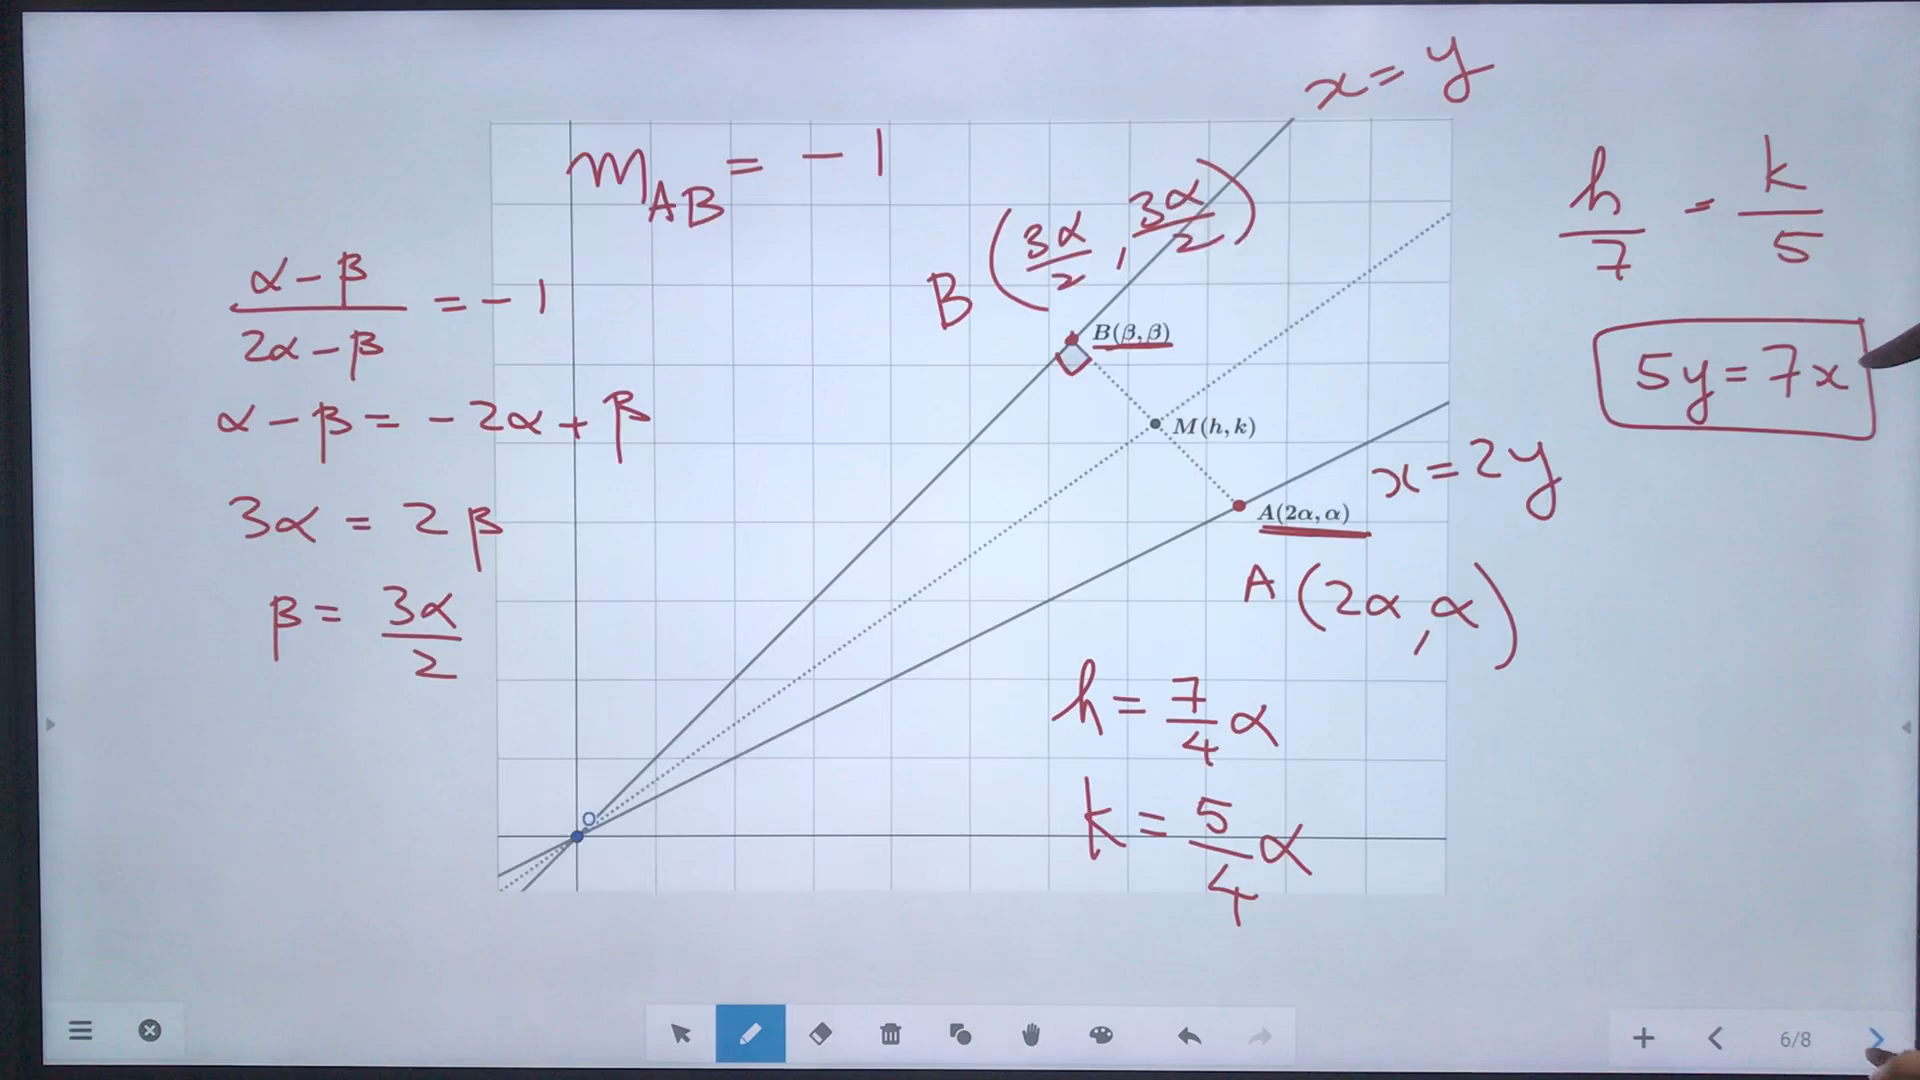 x = y
m_AB = -1
h/7 = k/5
B (3α/2, 3α/2)
(α-β)/(2α-β) = -1
B(β, β)
5y = 7x
α - β = -2α + β
M(h, k)
x = 2y
3α = 2β
A(2α, α)
A (2α, α)
β = 3α/2
h = 7/4 α
k = 5/4 α
O
6/8